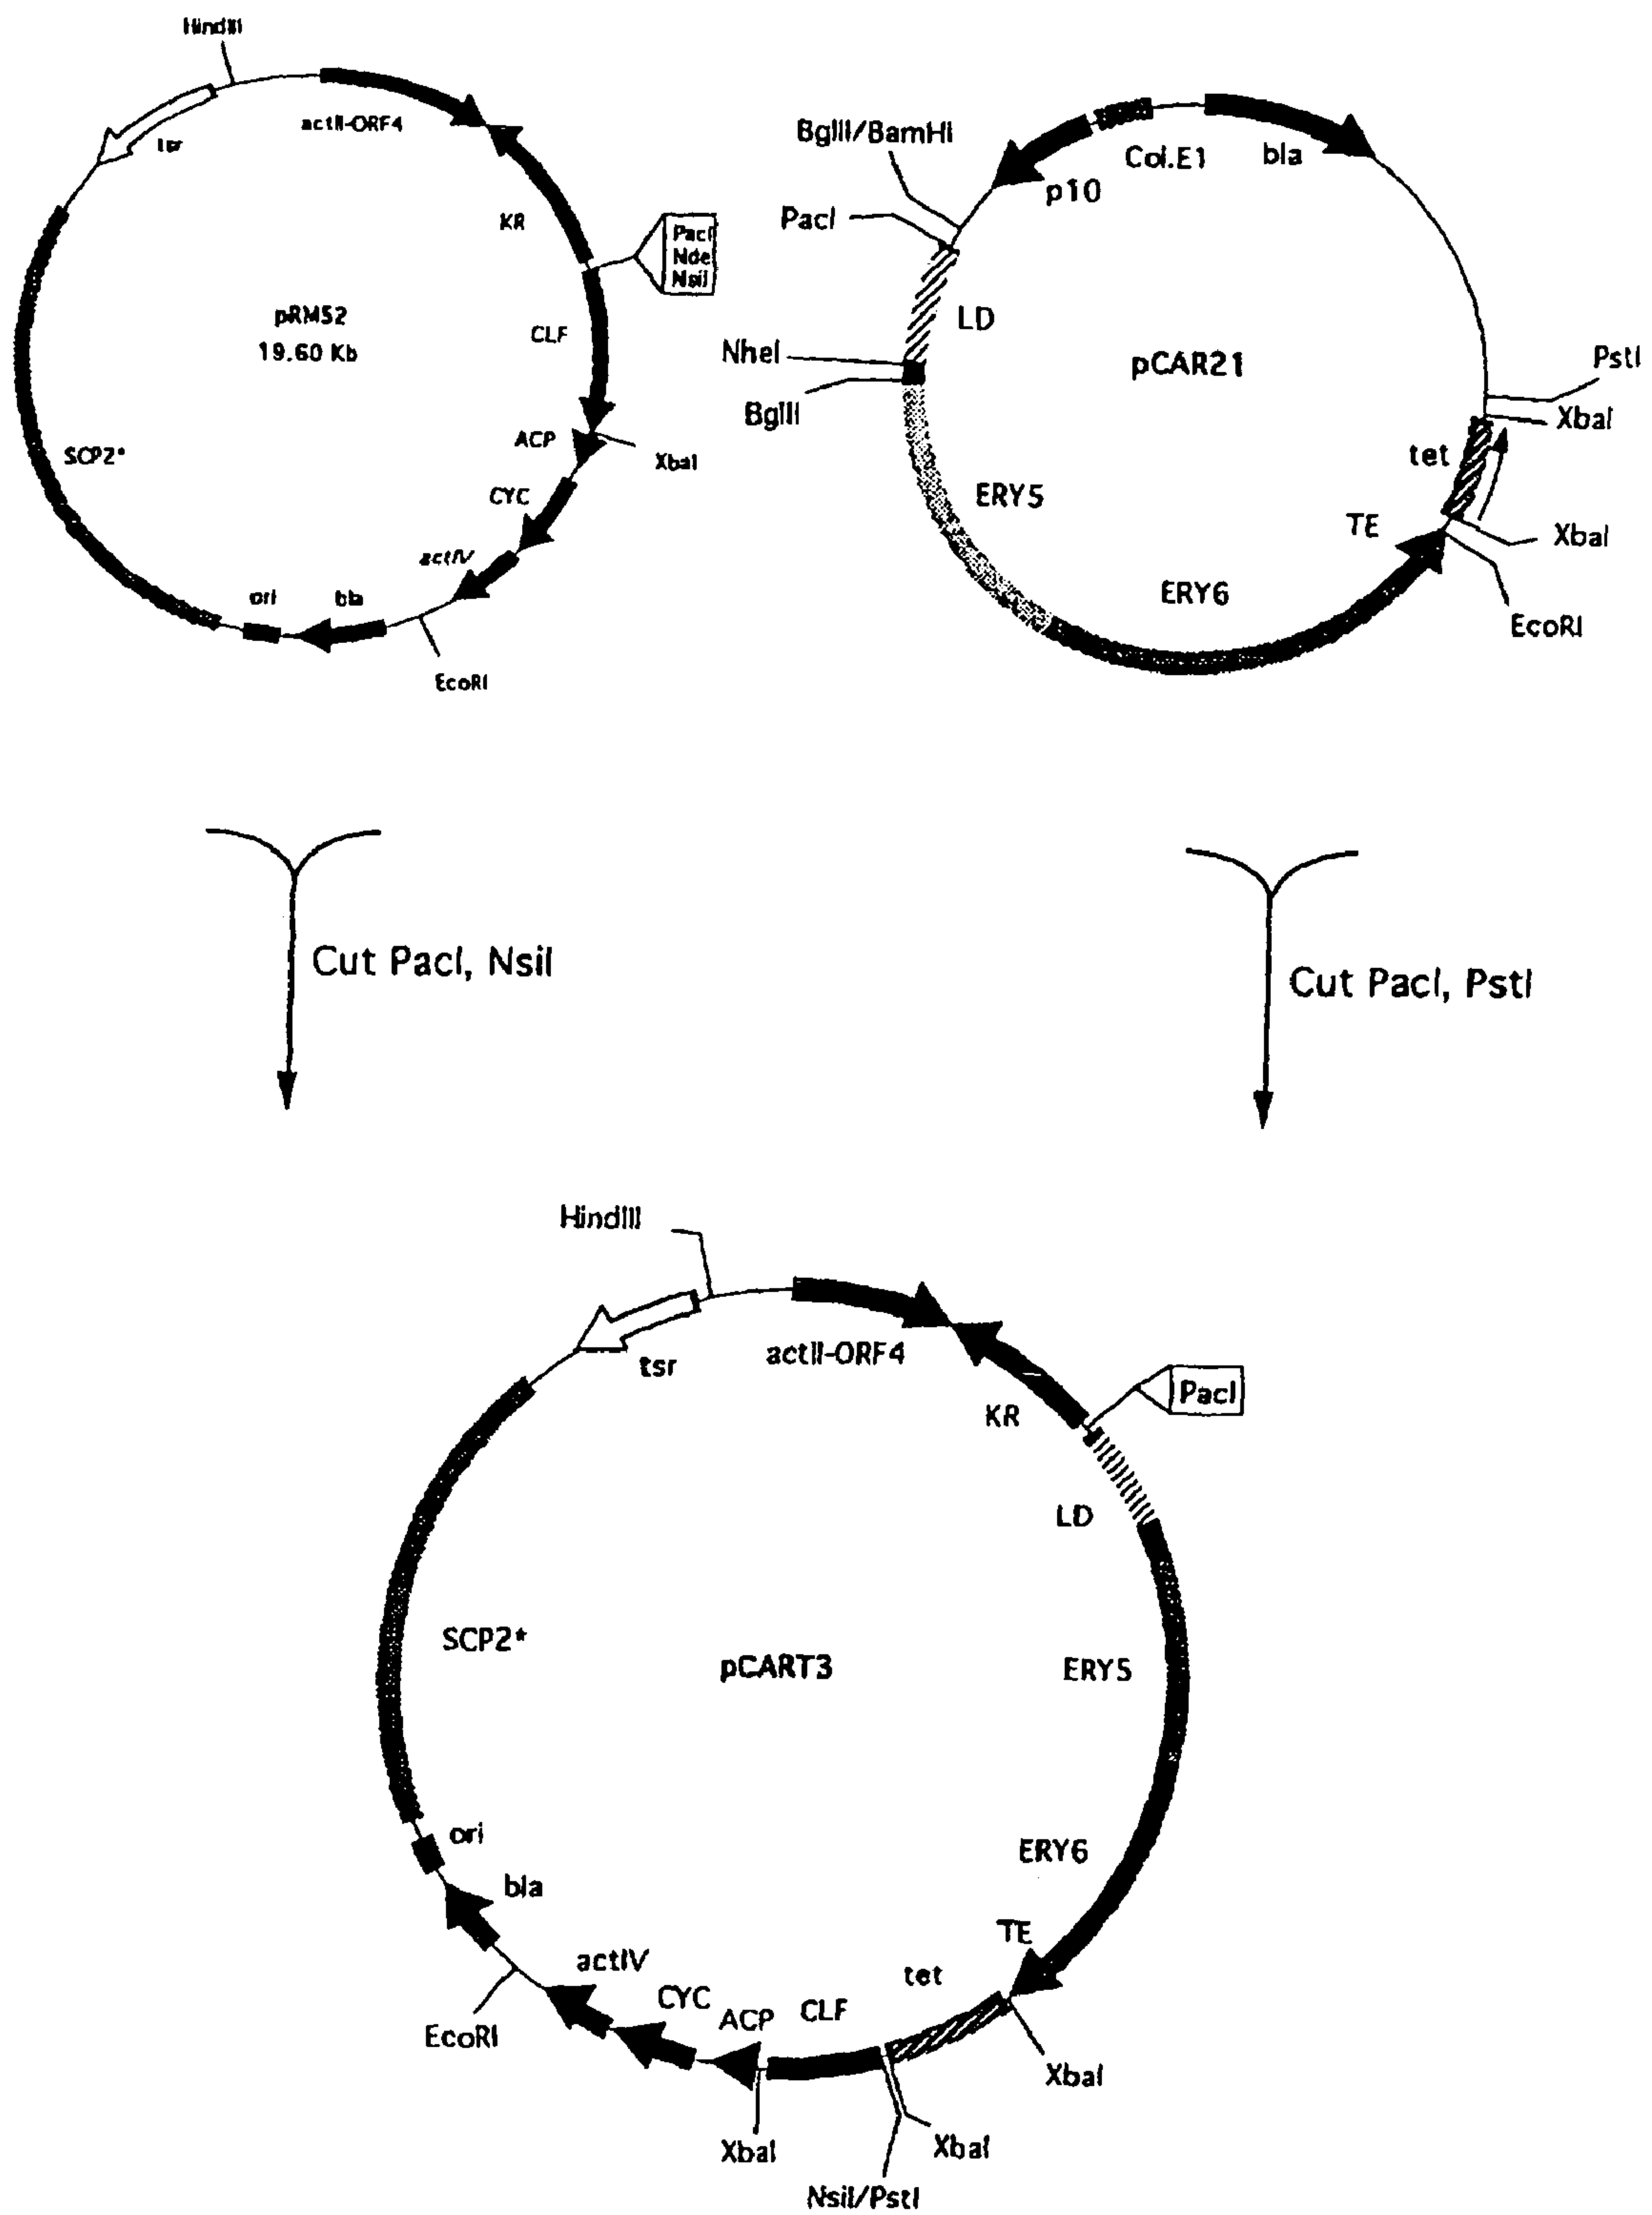 HindIII
actII-ORF4
tsr
KR
PacI
NdeI
NsiI
pRM52
19.60 Kb
CLF
ACP
XbaI
SCP2*
CYC
actIV
ori
bla
EcoRI
BglII/BamHI
Col.E1
bla
p10
PacI
LD
NheI
pCAR21
PstI
BglII
XbaI
tet
ERY5
TE
XbaI
ERY6
EcoRI
Cut PacI, NsiI
Cut PacI, PstI
HindIII
tsr
actII-ORF4
PacI
KR
LD
SCP2*
pCART3
ERY5
ori
ERY6
bla
TE
actIV
tet
CYC
ACP
CLF
EcoRI
XbaI
XbaI
XbaI
NsiI/PstI